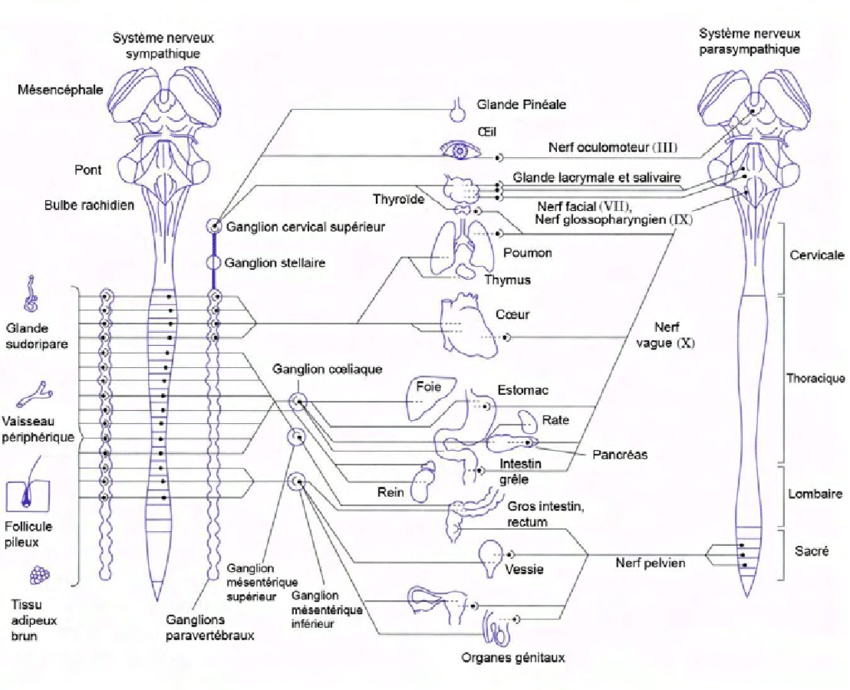 Système nerveux
sympathique
Système nerveux
parasympathique
Mésencéphale
Glande Pinéale
Œil
Nerf oculomoteur (III)
Pont
Glande lacrymale et salivaire
Thyroïde
Bulbe rachidien
Nerf facial (VII),
Nerf glossopharyngien (IX)
Ganglion cervical supérieur
Poumon
Cervicale
Ganglion stellaire
Thymus
Glande
sudoripare
Cœur
Nerf
vague (X)
Ganglion cœliaque
Foie
Estomac
Thoracique
Vaisseau
périphérique
Rate
Pancréas
Intestin
grêle
Rein
Lombaire
Gros intestin,
rectum
Follicule
pileux
Sacré
Ganglion
mésentérique
supérieur
Vessie
Nerf pelvien
Tissu
adipeux
brun
Ganglions
paravertébraux
Ganglion
mésentérique
inférieur
Organes génitaux